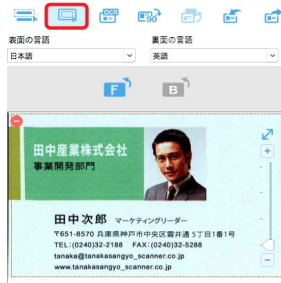 OCR
90°
表面の言語
裏面の言語
日本語
英語
F
B
田中産業株式会社
事業開発部門
田中次郎 マーケティングリーダー
〒651-8570 兵庫県神戸市中央区雲井通 5丁目1番1号
TEL:(0240)32-2188 FAX:(0240)32-5288
tanaka@tanakasangyo_scanner.co.jp
www.tanakasangyo_scanner.co.jp